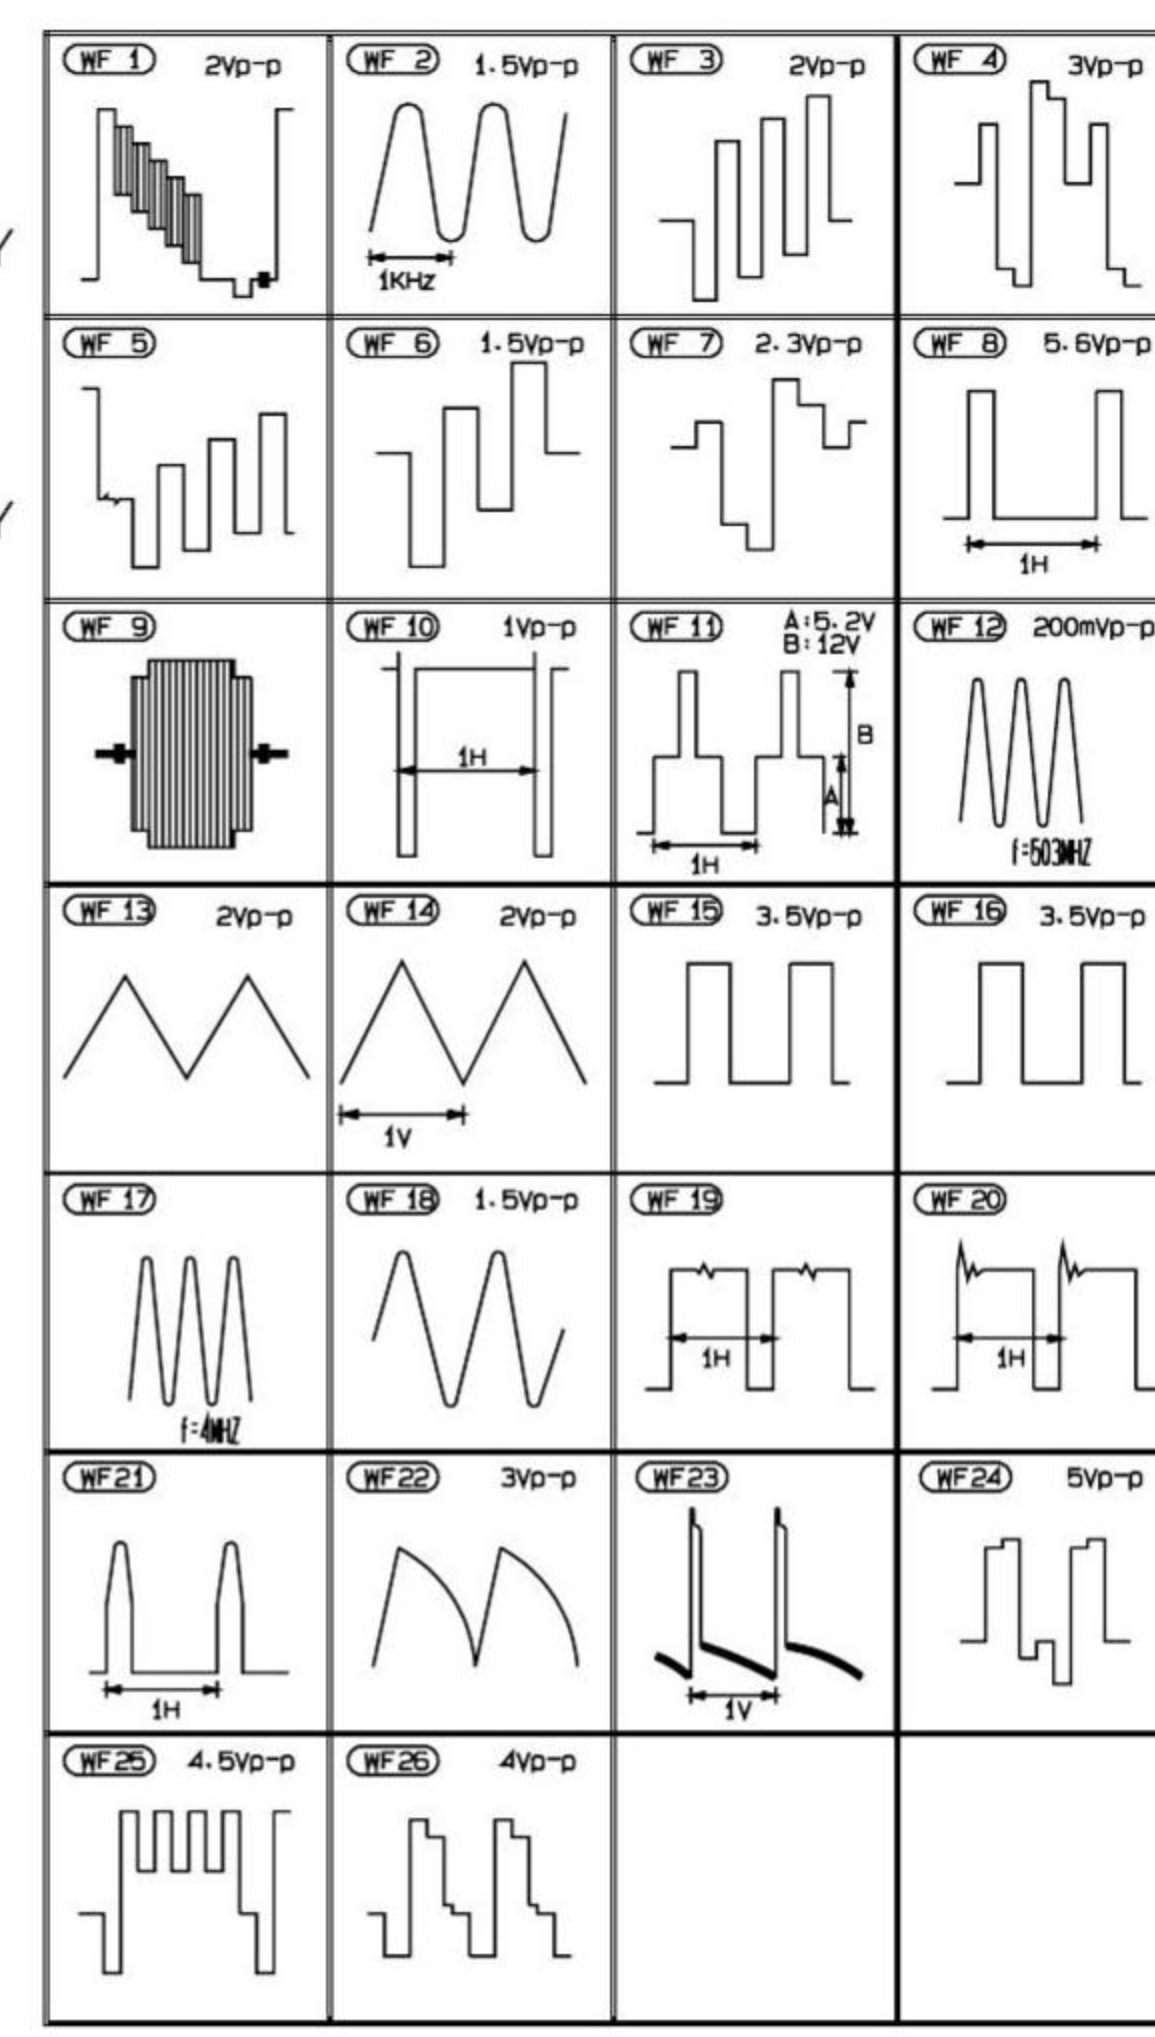 WF 1 2Vp-p
WF 2 1.5Vp-p
1KHz
WF 3 2Vp-p
WF 4 3Vp-p
WF 5
WF 6 1.5Vp-p
WF 7 2.3Vp-p
WF 8 5.6Vp-p
1H
WF 9
WF 10 1Vp-p
1H
WF 11 A:5.2V
B:12V
B
A
1H
WF 12 200mVp-p
f=503MHZ
WF 13 2Vp-p
WF 14 2Vp-p
1V
WF 15 3.5Vp-p
WF 16 3.5Vp-p
WF 17
f=4MHZ
WF 18 1.5Vp-p
WF 19
1H
WF 20
1H
WF21
1H
WF22 3Vp-p
WF23
1V
WF24 5Vp-p
WF25 4.5Vp-p
WF26 4Vp-p